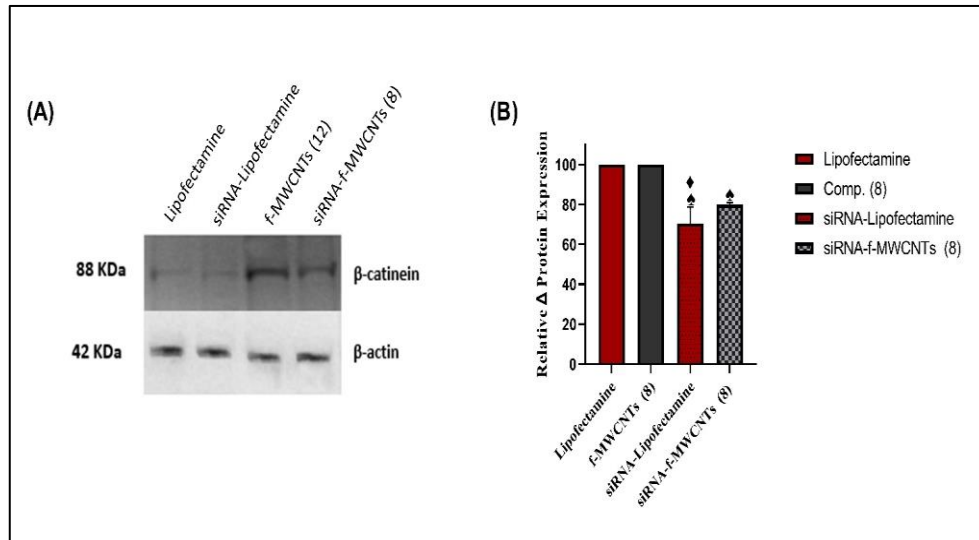 (A)
Lipofectamine
siRNA-Lipofectamine
f-MWCNTs (12)
siRNA-f-MWCNTs (8)
88 KDa
β-catinein
42 KDa
β-actin
(B)
Relative Δ Protein Expression
100
80
60
40
20
0
♦
♠
♠
Lipofectamine
f-MWCNTs (8)
siRNA-Lipofectamine
siRNA-f-MWCNTs (8)
Lipofectamine
Comp. (8)
siRNA-Lipofectamine
siRNA-f-MWCNTs (8)